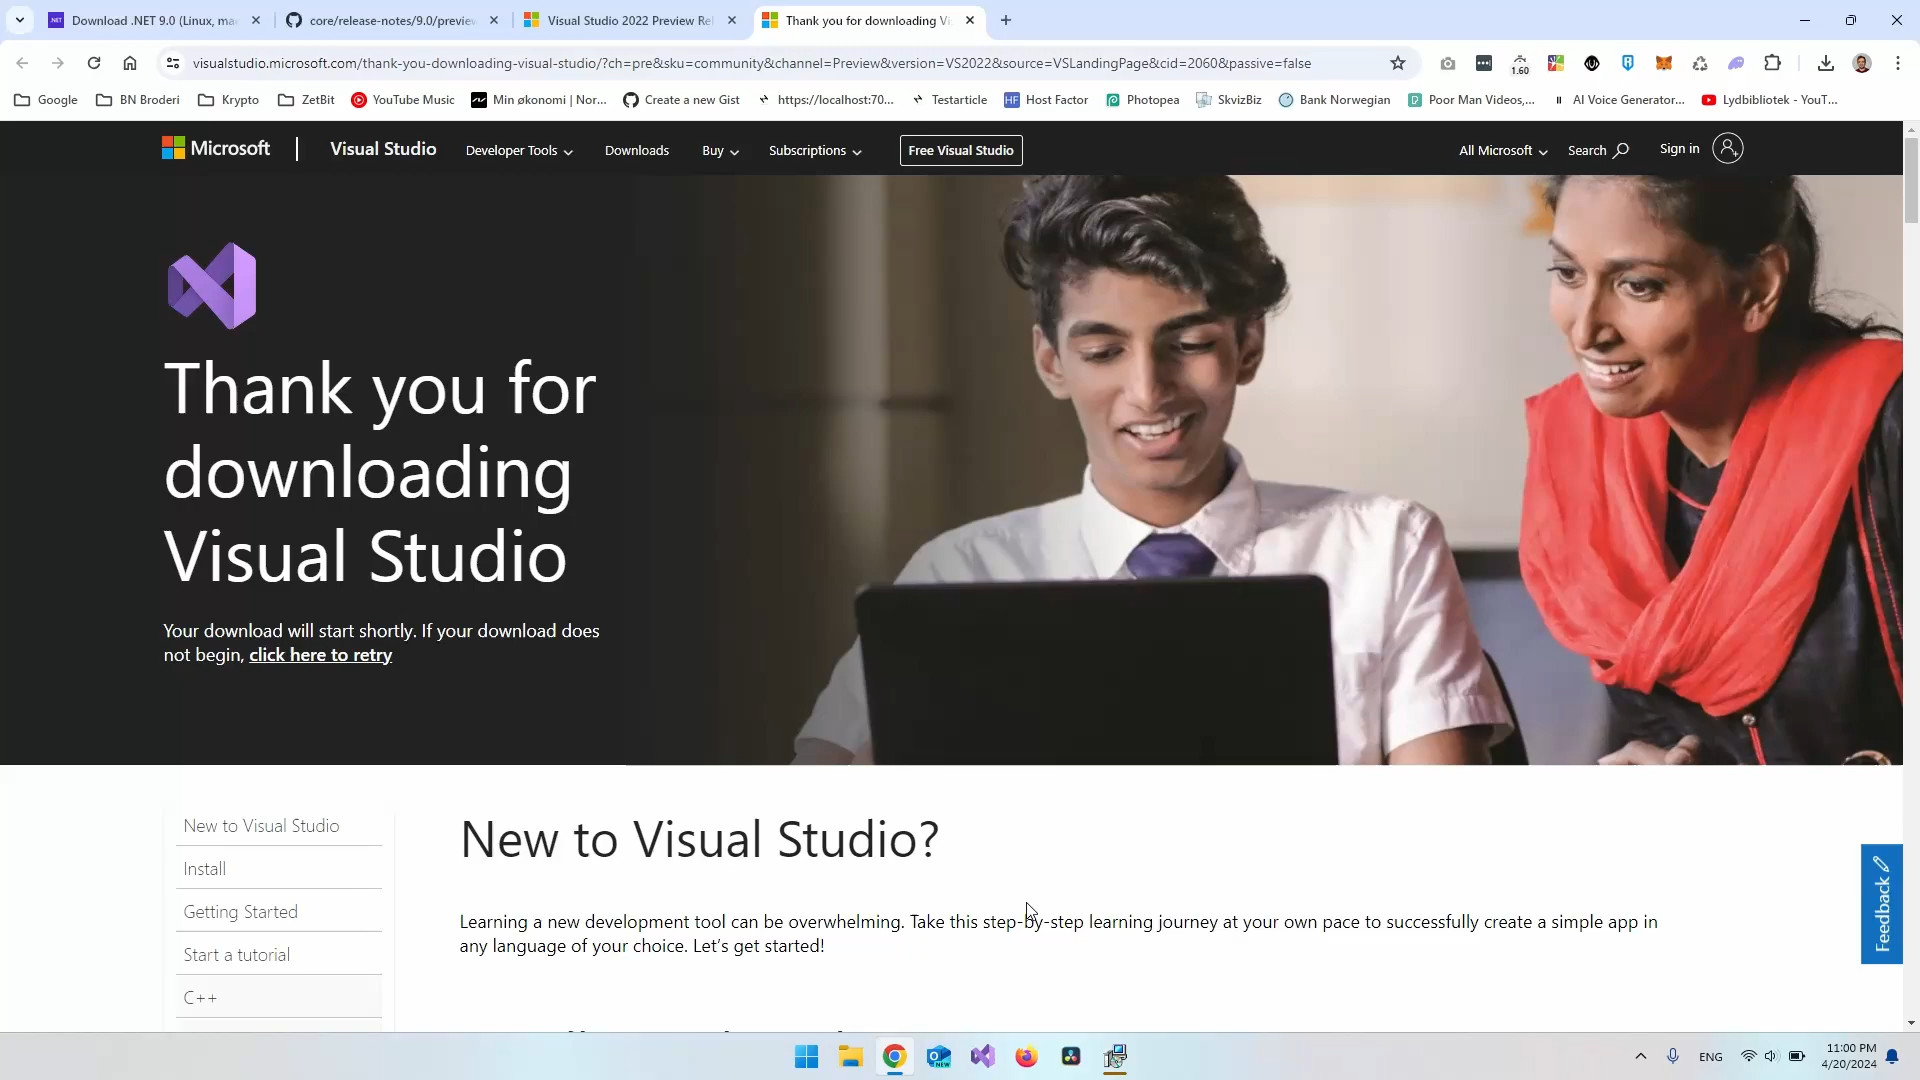 Download .NET 9.0 (Linux, ma
core/release-notes/9.0/previe
Visual Studio 2022 Preview Re
Thank you for downloading Vi
visualstudio.microsoft.com/thank-you-downloading-visual-studio/?ch=pre&sku=community&channel=Preview&version=VS2022&source=VSLandingPage&cid=2060&passive=false
1.60
Google
BN Broderi
Krypto
ZetBit
YouTube Music
Min økonomi | Nor...
Create a new Gist
https://localhost:70...
Testarticle
HF Host Factor
Photopea
SkvizBiz
Bank Norwegian
Poor Man Videos,...
AI Voice Generator...
Lydbibliotek - YouT...
Microsoft
Visual Studio
Developer Tools
Downloads
Buy
Subscriptions
Free Visual Studio
All Microsoft
Search
Sign in
Thank you for
downloading
Visual Studio
Your download will start shortly. If your download does
not begin, click here to retry
New to Visual Studio
Install
Getting Started
Start a tutorial
C++
New to Visual Studio?
Learning a new development tool can be overwhelming. Take this step-by-step learning journey at your own pace to successfully create a simple app in
any language of your choice. Let's get started!
Feedback
ENG
11:00 PM
4/20/2024